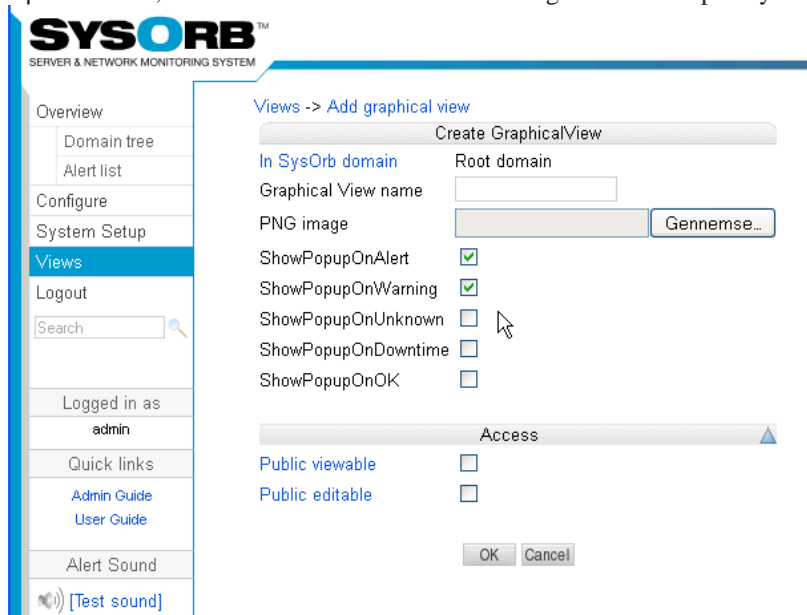 SYSORB™
SERVER & NETWORK MONITORING SYSTEM
Overview
Domain tree
Alert list
Configure
System Setup
Views
Logout
Search
Logged in as
admin
Quick links
Admin Guide
User Guide
Alert Sound
[Test sound]
Views -> Add graphical view
Create GraphicalView
In SysOrb domain Root domain
Graphical View name
PNG image Gennemse...
ShowPopupOnAlert
ShowPopupOnWarning
ShowPopupOnUnknown
ShowPopupOnDowntime
ShowPopupOnOK
Access
Public viewable
Public editable
OK Cancel